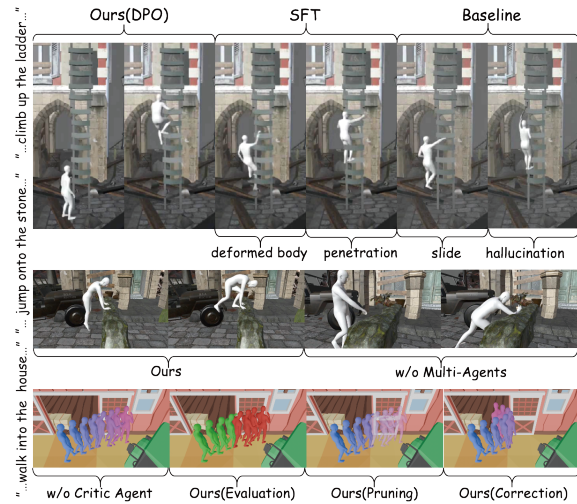 Ours(DPO) SFT Baseline
"...climb up the ladder..."
deformed body penetration slide hallucination
"... jump onto the stone..."
Ours w/o Multi-Agents
"...walk into the house..."
w/o Critic Agent Ours(Evaluation) Ours(Pruning) Ours(Correction)